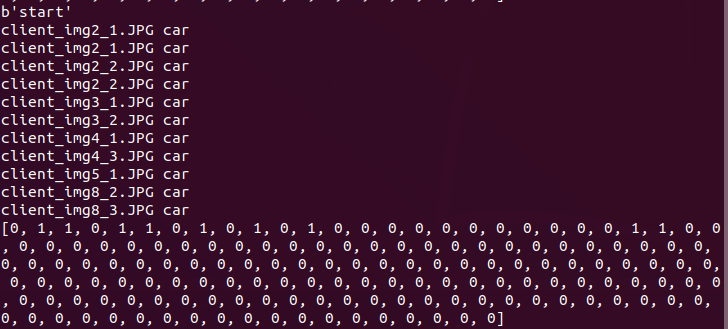 b'start'
client_img2_1.JPG car
client_img2_1.JPG car
client_img2_2.JPG car
client_img2_2.JPG car
client_img3_1.JPG car
client_img3_2.JPG car
client_img4_1.JPG car
client_img4_3.JPG car
client_img5_1.JPG car
client_img8_2.JPG car
client_img8_3.JPG car
[0, 1, 1, 0, 1, 1, 0, 1, 0, 1, 0, 1, 0, 0, 0, 0, 0, 0, 0, 0, 0, 0, 0, 1, 1, 0, 0
, 0, 0, 0, 0, 0, 0, 0, 0, 0, 0, 0, 0, 0, 0, 0, 0, 0, 0, 0, 0, 0, 0, 0, 0, 0, 0,
0, 0, 0, 0, 0, 0, 0, 0, 0, 0, 0, 0, 0, 0, 0, 0, 0, 0, 0, 0, 0, 0, 0, 0, 0, 0, 0,
 0, 0, 0, 0, 0, 0, 0, 0, 0, 0, 0, 0, 0, 0, 0, 0, 0, 0, 0, 0, 0, 0, 0, 0, 0, 0, 0
, 0, 0, 0, 0, 0, 0, 0, 0, 0, 0, 0, 0, 0, 0, 0, 0, 0, 0, 0, 0, 0, 0, 0, 0, 0, 0,
0, 0, 0, 0, 0, 0, 0, 0, 0, 0, 0, 0, 0, 0, 0, 0, 0, 0, 0]